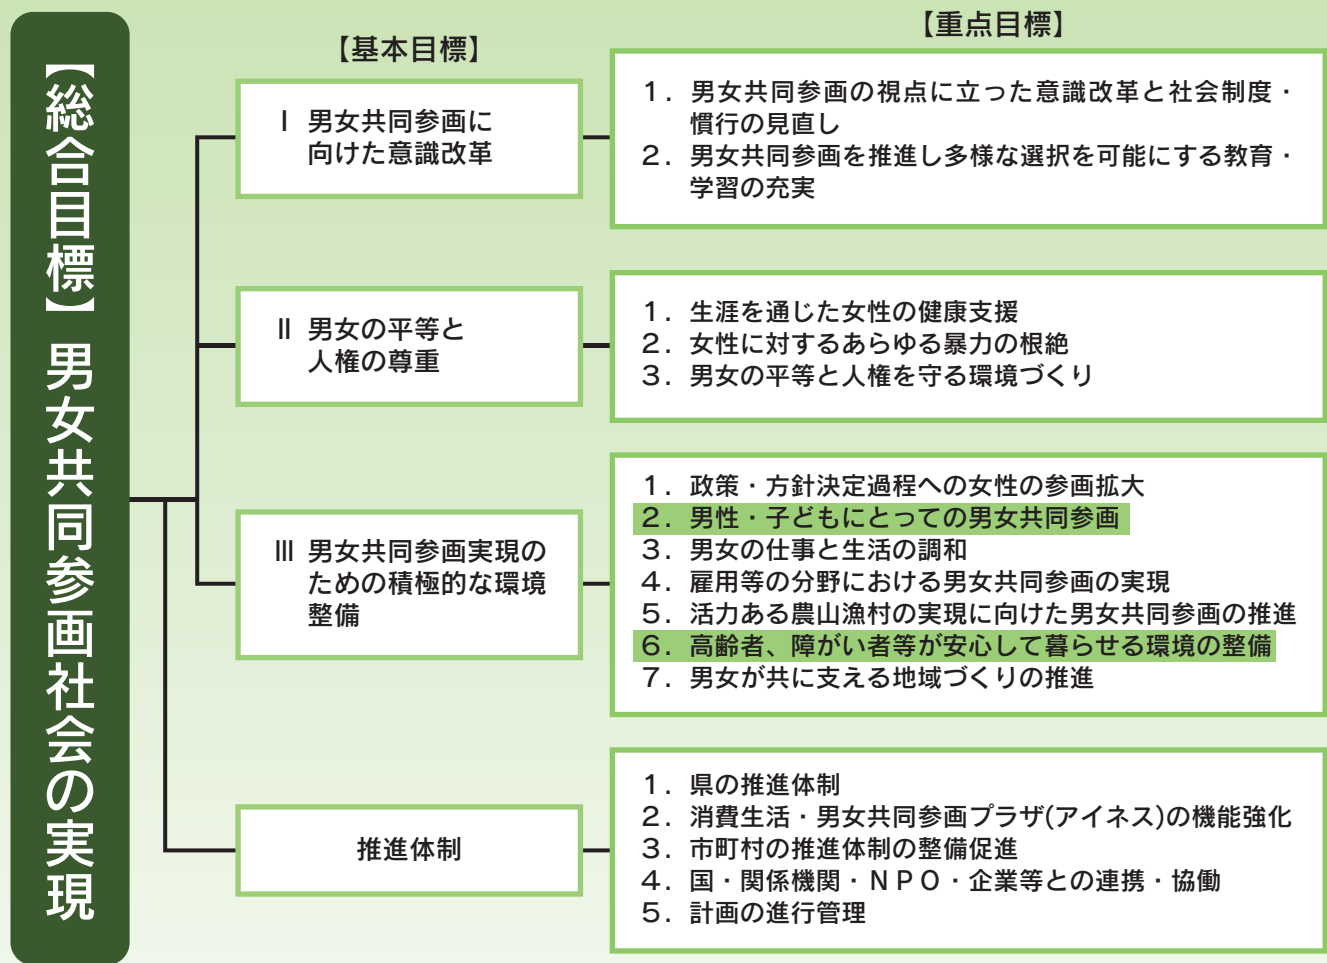 【総合目標】男女共同参画社会の実現
【基本目標】
【重点目標】
Ⅰ 男女共同参画に
向けた意識改革
1. 男女共同参画の視点に立った意識改革と社会制度・
慣行の見直し
2. 男女共同参画を推進し多様な選択を可能にする教育・
学習の充実
Ⅱ 男女の平等と
人権の尊重
1. 生涯を通じた女性の健康支援
2. 女性に対するあらゆる暴力の根絶
3. 男女の平等と人権を守る環境づくり
Ⅲ 男女共同参画実現の
ための積極的な環境
整備
1. 政策・方針決定過程への女性の参画拡大
2. 男性・子どもにとっての男女共同参画
3. 男女の仕事と生活の調和
4. 雇用等の分野における男女共同参画の実現
5. 活力ある農山漁村の実現に向けた男女共同参画の推進
6. 高齢者、障がい者等が安心して暮らせる環境の整備
7. 男女が共に支える地域づくりの推進
推進体制
1. 県の推進体制
2. 消費生活・男女共同参画プラザ(アイネス)の機能強化
3. 市町村の推進体制の整備促進
4. 国・関係機関・NPO・企業等との連携・協働
5. 計画の進行管理